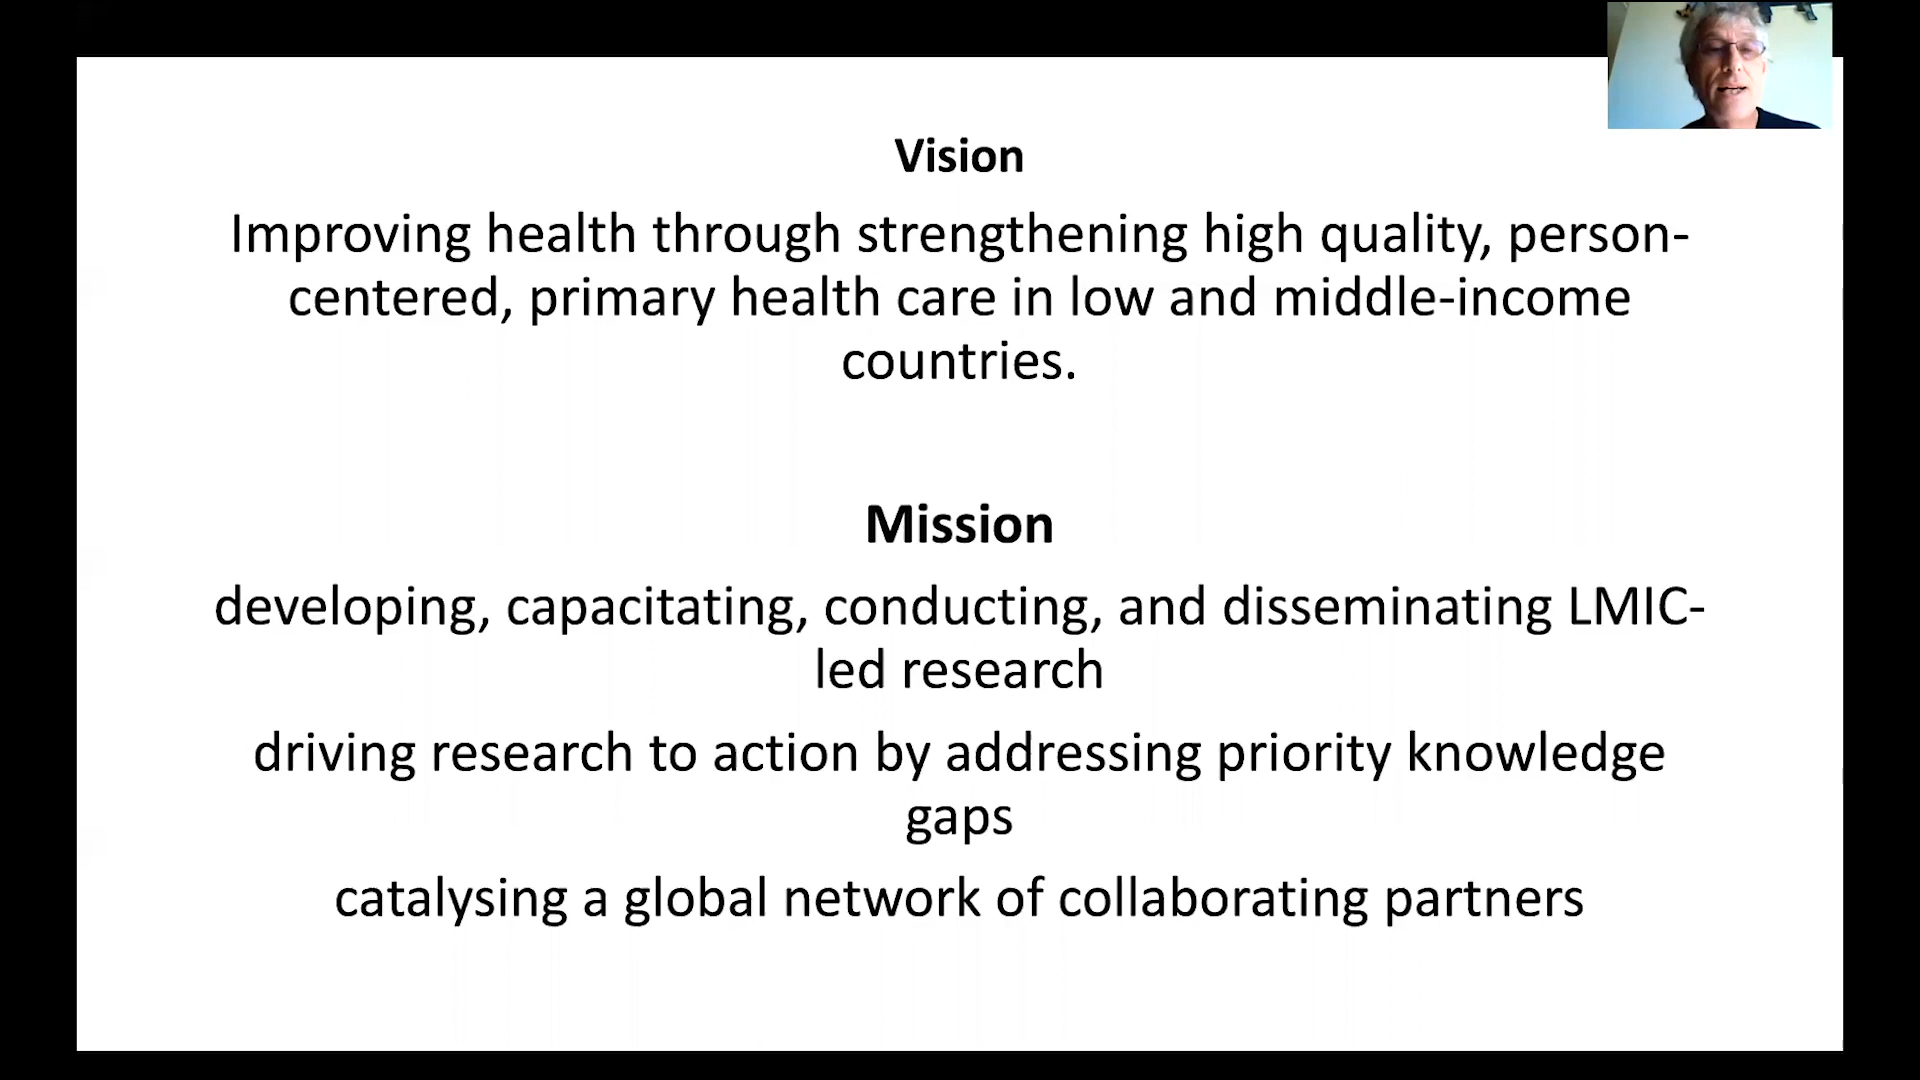 Vision
Improving health through strengthening high quality, person-
centered, primary health care in low and middle-income
countries.
Mission
developing, capacitating, conducting, and disseminating LMIC-
led research
driving research to action by addressing priority knowledge
gaps
catalysing a global network of collaborating partners